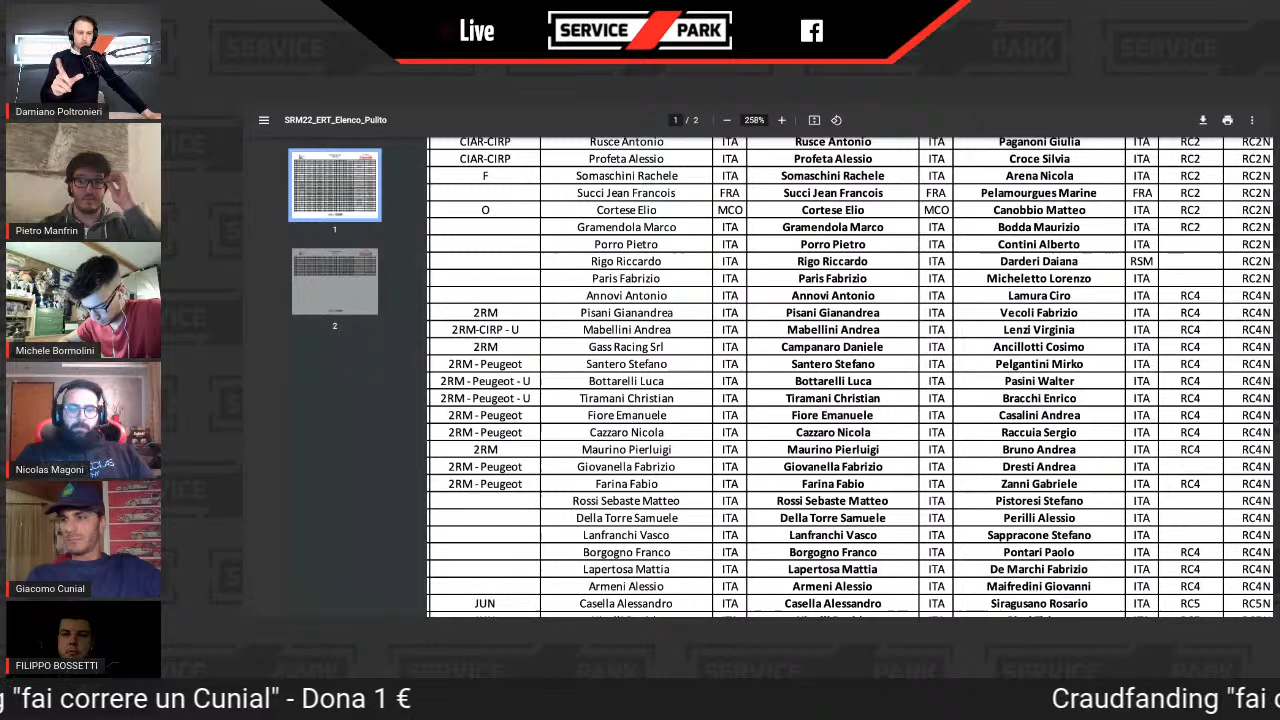 Live
SERVICE PARK
Damiano Poltronieri
Pietro Manfrin
Michele Bormolini
Nicolas Magoni
Giacomo Cunial
FILIPPO BOSSETTI
SRM22_ERT_Elenco_Pulito
1 / 2
258%
1
2
CIAR-CIRP Rusce Antonio ITA Rusce Antonio ITA Paganoni Giulia ITA RC2 RC2N
CIAR-CIRP Profeta Alessio ITA Profeta Alessio ITA Croce Silvia ITA RC2 RC2N
F Somaschini Rachele ITA Somaschini Rachele ITA Arena Nicola ITA RC2 RC2N
Succi Jean Francois FRA Succi Jean Francois FRA Pelamourgues Marine FRA RC2 RC2N
O Cortese Elio MCO Cortese Elio MCO Canobbio Matteo ITA RC2 RC2N
Gramendola Marco ITA Gramendola Marco ITA Bodda Maurizio ITA RC2 RC2N
Porro Pietro ITA Porro Pietro ITA Contini Alberto ITA RC2N
Rigo Riccardo ITA Rigo Riccardo ITA Darderi Daiana RSM RC2N
Paris Fabrizio ITA Paris Fabrizio ITA Micheletto Lorenzo ITA RC2N
Annovi Antonio ITA Annovi Antonio ITA Lamura Ciro ITA RC4 RC4N
2RM Pisani Gianandrea ITA Pisani Gianandrea ITA Vecoli Fabrizio ITA RC4 RC4N
2RM-CIRP - U Mabellini Andrea ITA Mabellini Andrea ITA Lenzi Virginia ITA RC4 RC4N
2RM Gass Racing Srl ITA Campanaro Daniele ITA Ancillotti Cosimo ITA RC4 RC4N
2RM - Peugeot Santero Stefano ITA Santero Stefano ITA Pelgantini Mirko ITA RC4 RC4N
2RM - Peugeot - U Bottarelli Luca ITA Bottarelli Luca ITA Pasini Walter ITA RC4 RC4N
2RM - Peugeot - U Tiramani Christian ITA Tiramani Christian ITA Bracchi Enrico ITA RC4 RC4N
2RM - Peugeot Fiore Emanuele ITA Fiore Emanuele ITA Casalini Andrea ITA RC4 RC4N
2RM - Peugeot Cazzaro Nicola ITA Cazzaro Nicola ITA Raccuia Sergio ITA RC4 RC4N
2RM Maurino Pierluigi ITA Maurino Pierluigi ITA Bruno Andrea ITA RC4 RC4N
2RM - Peugeot Giovanella Fabrizio ITA Giovanella Fabrizio ITA Dresti Andrea ITA RC4 RC4N
2RM - Peugeot Farina Fabio ITA Farina Fabio ITA Zanni Gabriele ITA RC4 RC4N
Rossi Sebaste Matteo ITA Rossi Sebaste Matteo ITA Pistoresi Stefano ITA RC4N
Della Torre Samuele ITA Della Torre Samuele ITA Perilli Alessio ITA RC4N
Lanfranchi Vasco ITA Lanfranchi Vasco ITA Sappracone Stefano ITA RC4N
Borgogno Franco ITA Borgogno Franco ITA Pontari Paolo ITA RC4 RC4N
Lapertosa Mattia ITA Lapertosa Mattia ITA De Marchi Fabrizio ITA RC4 RC4N
Armeni Alessio ITA Armeni Alessio ITA Maifredini Giovanni ITA RC4 RC4N
JUN Casella Alessandro ITA Casella Alessandro ITA Siragusano Rosario ITA RC5 RC5N
g "fai correre un Cunial" - Dona 1 € Craudfanding "fai c